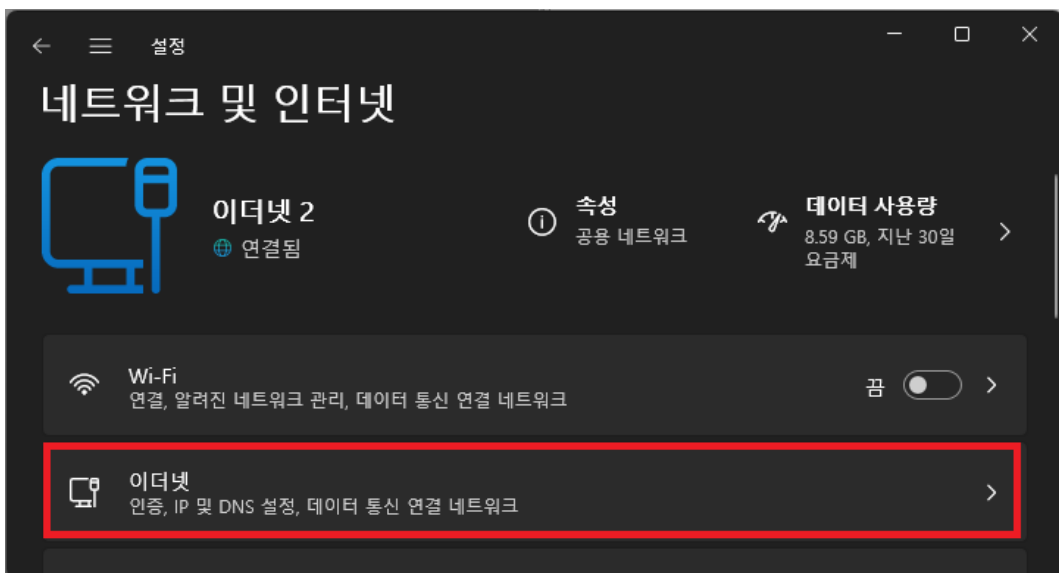 설정
네트워크 및 인터넷
이더넷 2
연결됨
속성
공용 네트워크
데이터 사용량
8.59 GB, 지난 30일
요금제
Wi-Fi
연결, 알려진 네트워크 관리, 데이터 통신 연결 네트워크
끔
이더넷
인증, IP 및 DNS 설정, 데이터 통신 연결 네트워크